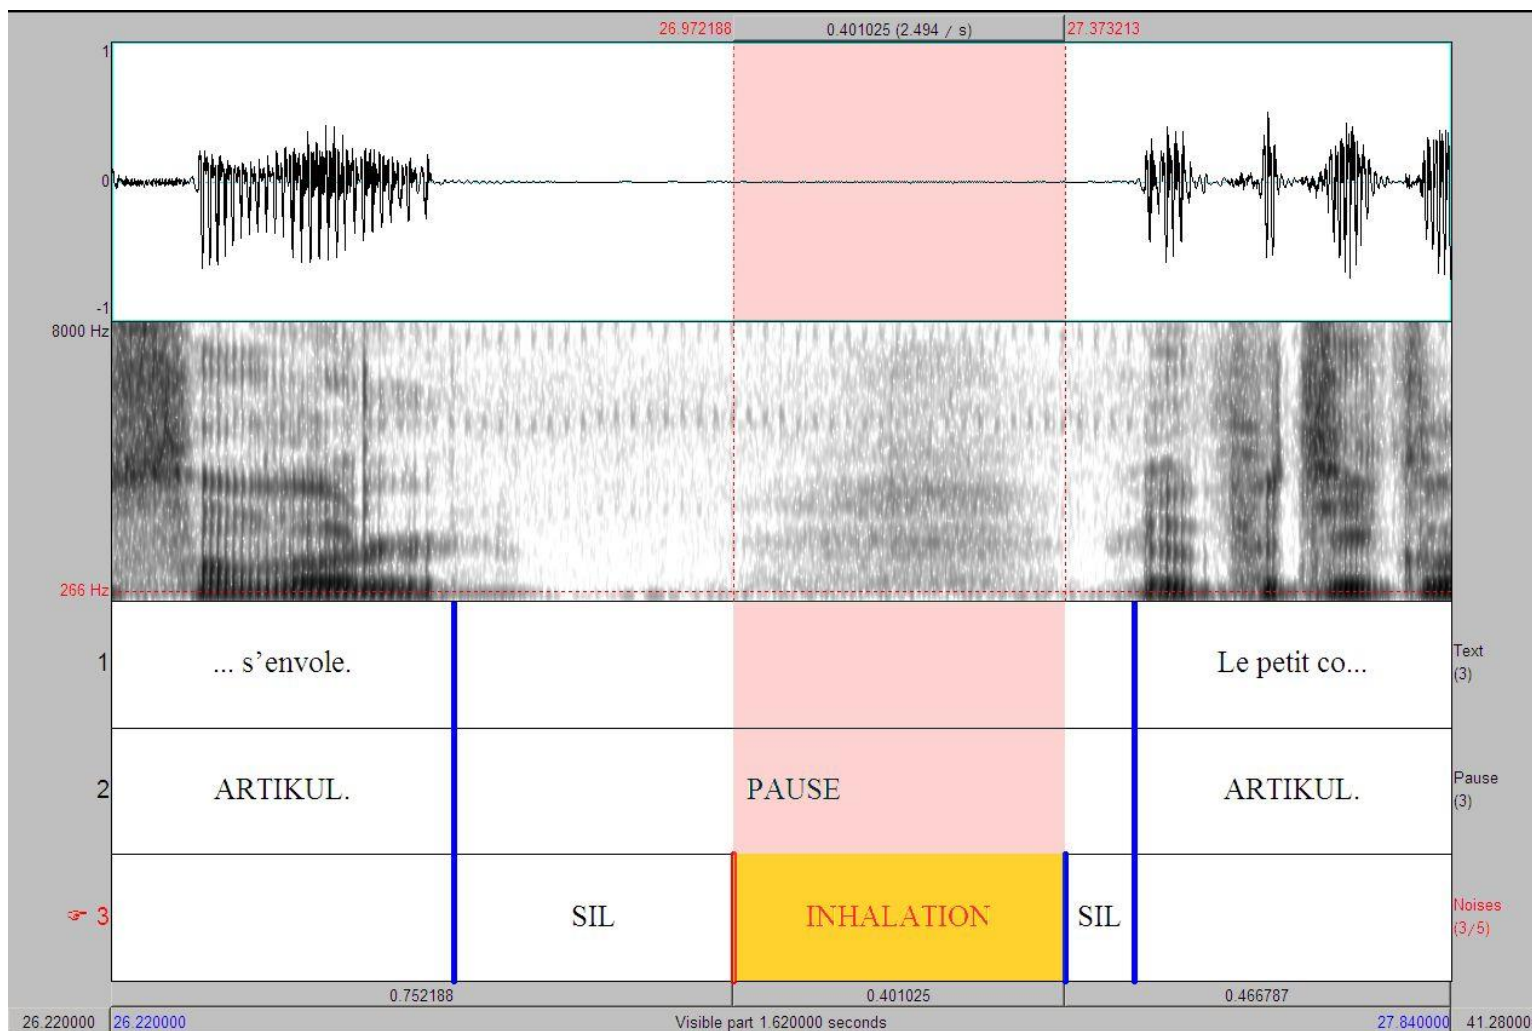 26.972188 0.401025 (2.494 / s) 27.373213
1
0
-1
8000 Hz
266 Hz
1 ... s'envole. Le petit co... Text (3)
2 ARTIKUL. PAUSE ARTIKUL. Pause (3)
☞ 3 SIL INHALATION SIL Noises (3/5)
0.752188 0.401025 0.466787
26.220000 26.220000 Visible part 1.620000 seconds 27.840000 41.28000